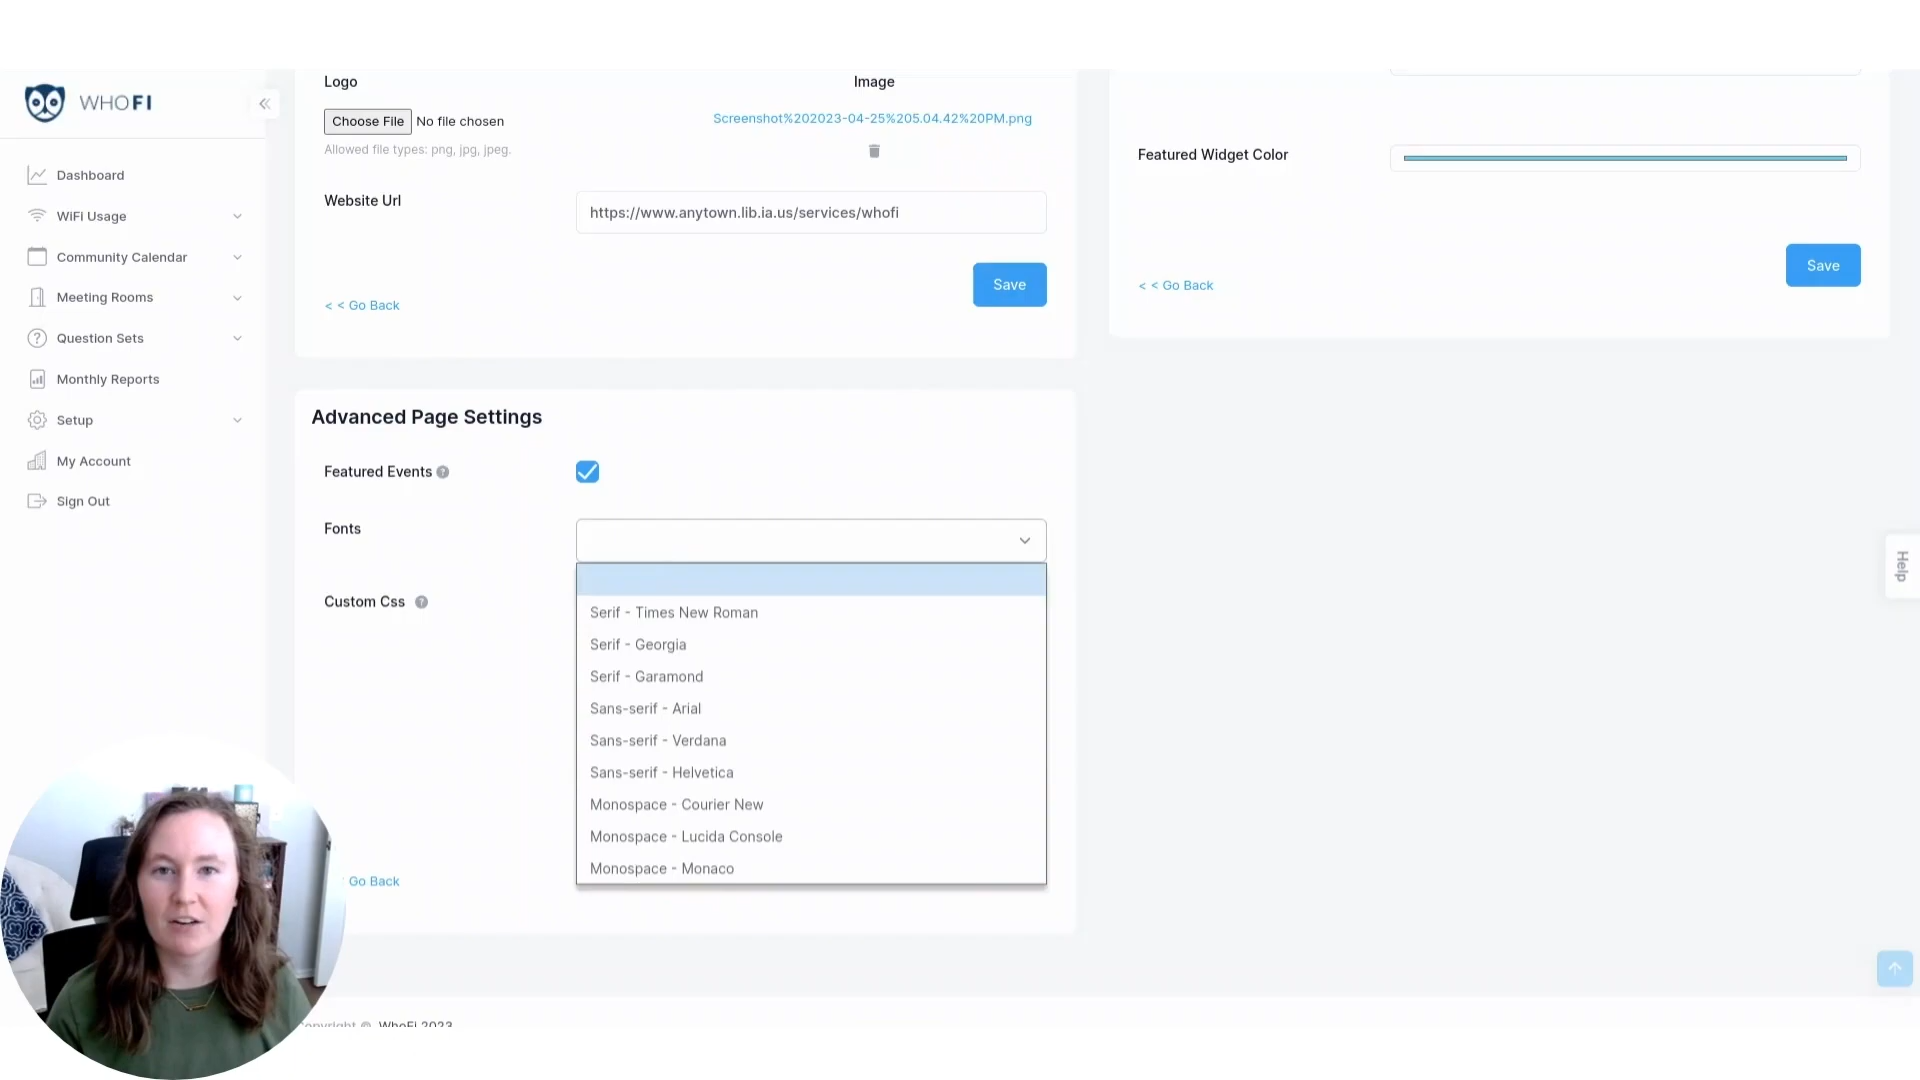 WHOFI
Dashboard
WiFi Usage
Community Calendar
Meeting Rooms
Question Sets
Monthly Reports
Setup
My Account
Sign Out
Logo
Image
Choose File No file chosen
Screenshot%202023-04-25%205.04.42%20PM.png
Allowed file types: png, jpg, jpeg.
Website Url
https://www.anytown.lib.ia.us/services/whofi
Save
< < Go Back
Featured Widget Color
Save
< < Go Back
Advanced Page Settings
Featured Events ?
Fonts
Custom Css ?
Serif - Times New Roman
Serif - Georgia
Serif - Garamond
Sans-serif - Arial
Sans-serif - Verdana
Sans-serif - Helvetica
Monospace - Courier New
Monospace - Lucida Console
Monospace - Monaco
Go Back
Help
Copyright © WhoFi 2023